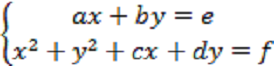 ax + by = e
x² + y² + cx + dy = f